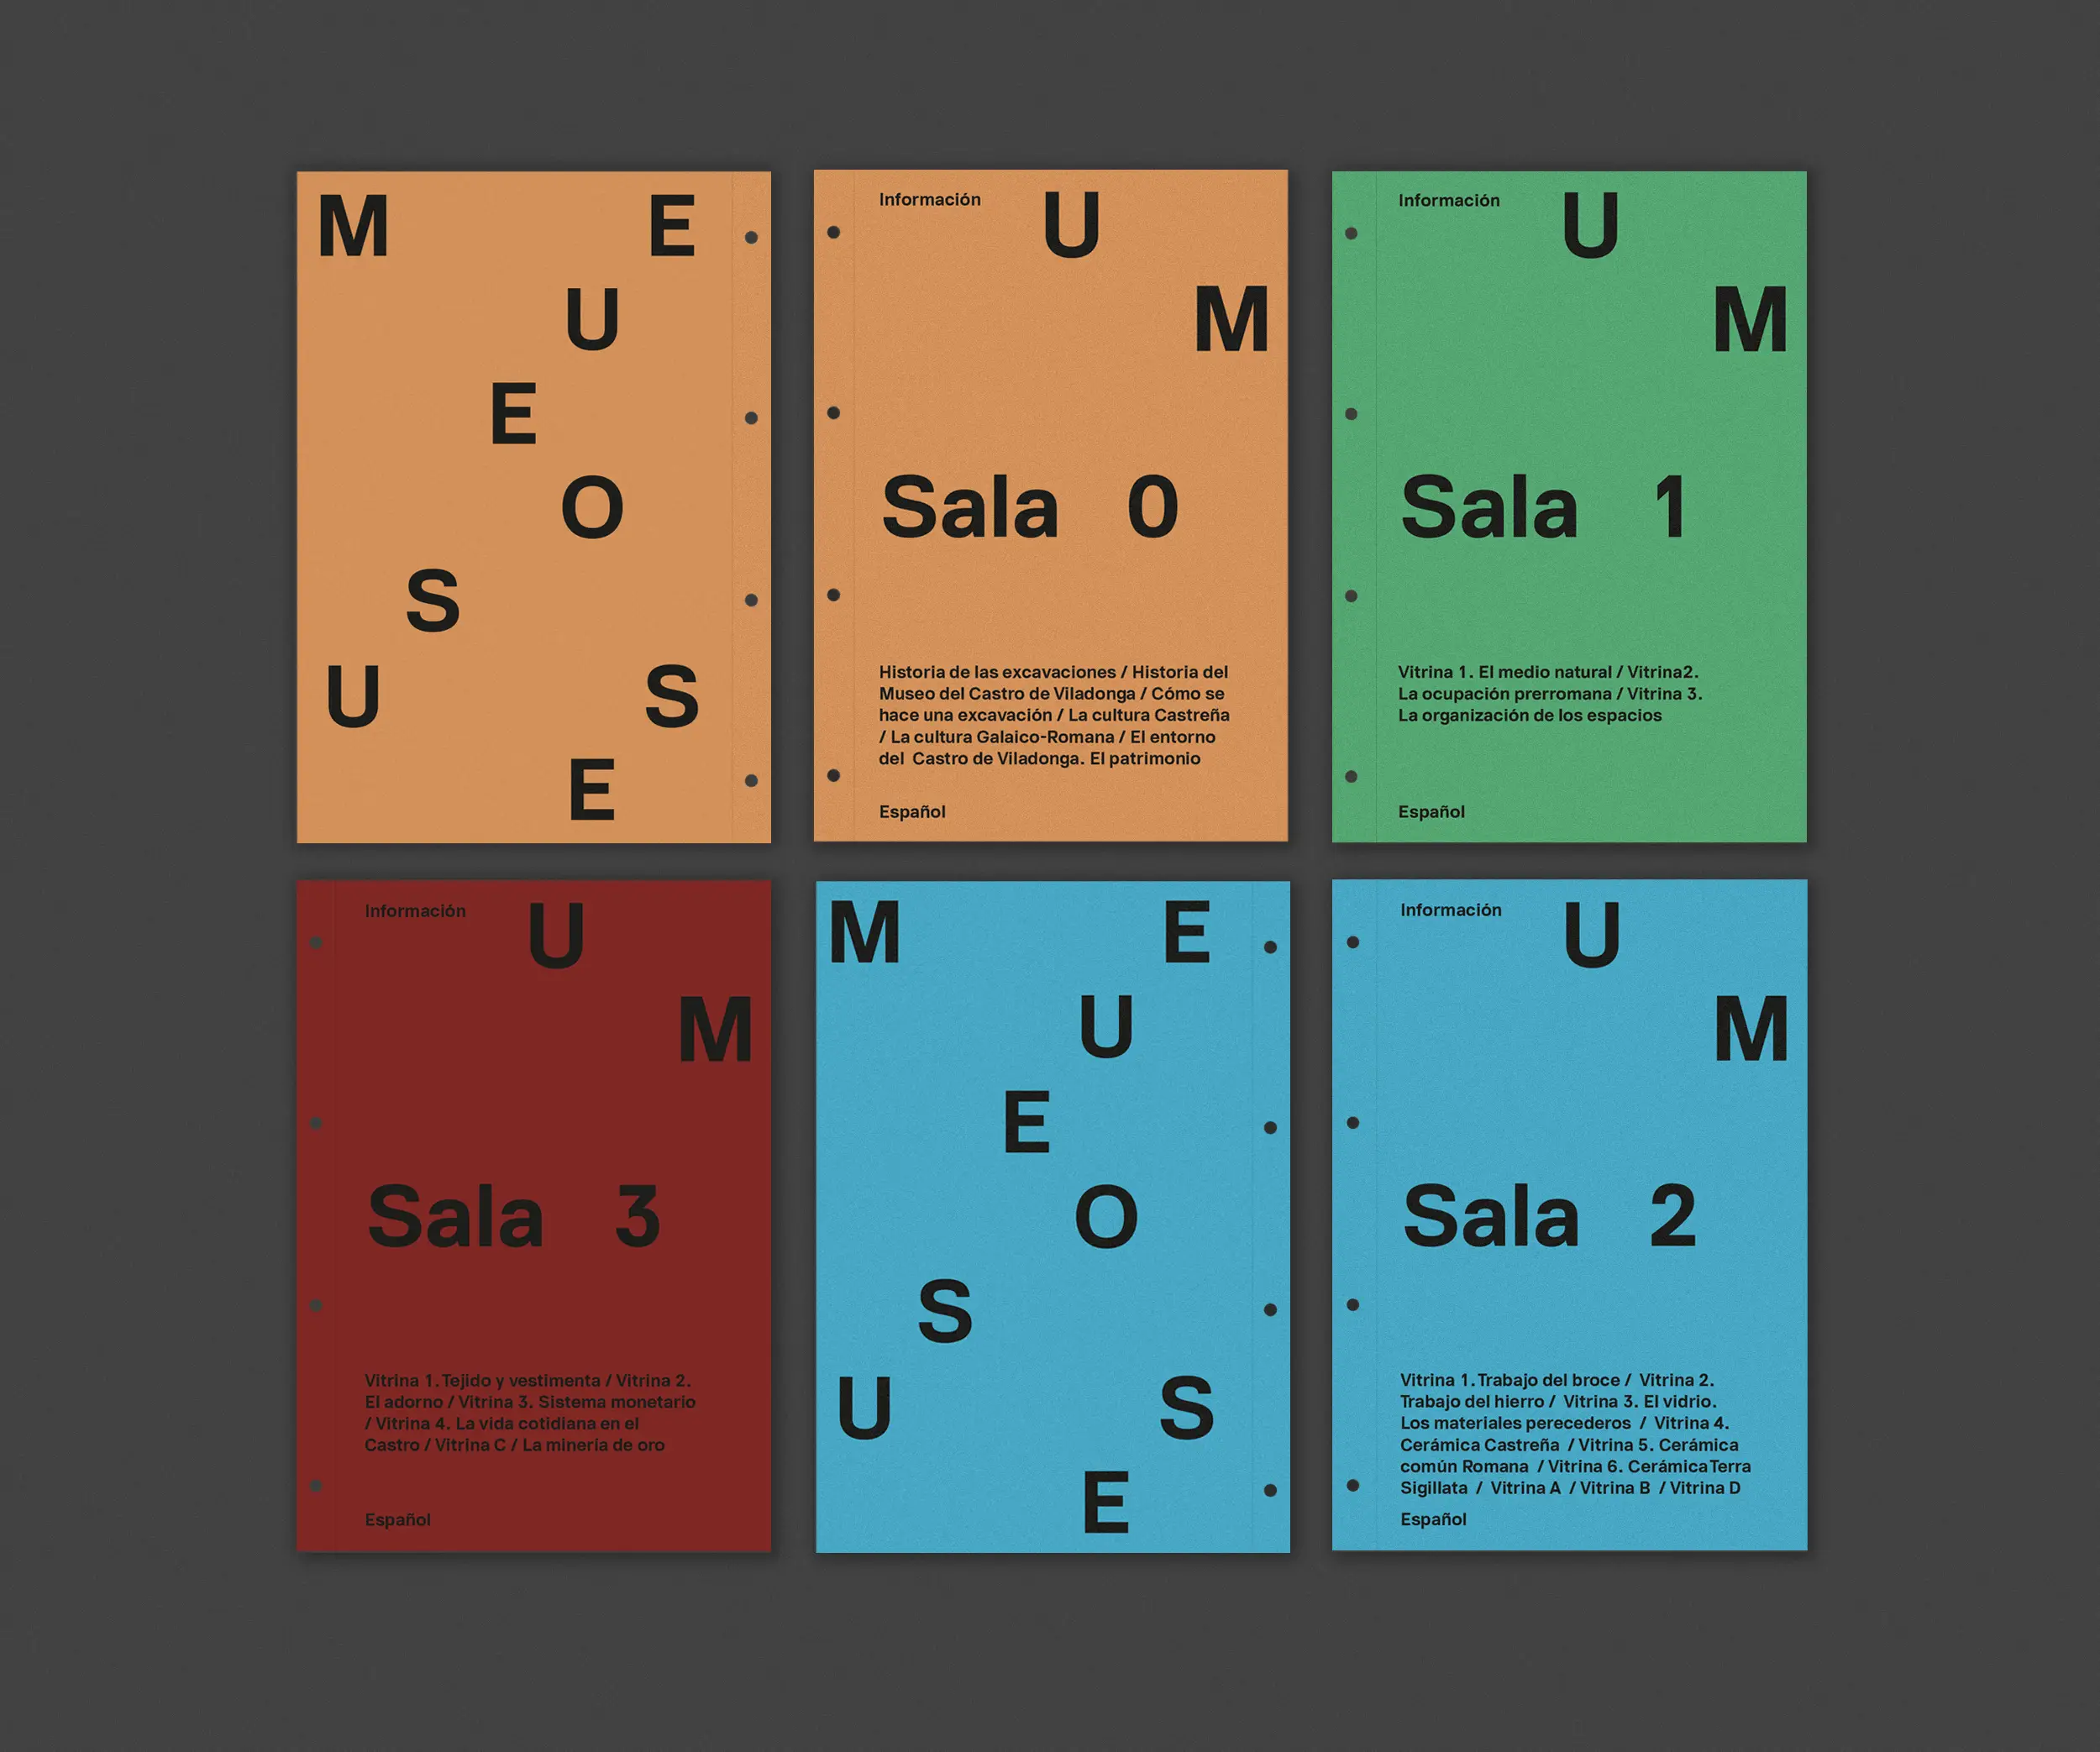 M E
U
E
O
S
U S
E
Información U
M
Sala 0
Historia de las excavaciones / Historia del
Museo del Castro de Viladonga / Cómo se
hace una excavación / La cultura Castreña
/ La cultura Galaico-Romana / El entorno
del Castro de Viladonga. El patrimonio
Español
Información U
M
Sala 1
Vitrina 1. El medio natural / Vitrina2.
La ocupación prerromana / Vitrina 3.
La organización de los espacios
Español
Información U
M
Sala 3
Vitrina 1.Tejido y vestimenta / Vitrina 2.
El adorno / Vitrina 3. Sistema monetario
/ Vitrina 4. La vida cotidiana en el
Castro / Vitrina C / La minería de oro
Español
M E
U
E
O
S
U S
E
Información U
M
Sala 2
Vitrina 1.Trabajo del broce / Vitrina 2.
Trabajo del hierro / Vitrina 3. El vidrio.
Los materiales perecederos / Vitrina 4.
Cerámica Castreña / Vitrina 5. Cerámica
común Romana / Vitrina 6. CerámicaTerra
Sigillata / Vitrina A / Vitrina B / Vitrina D
Español